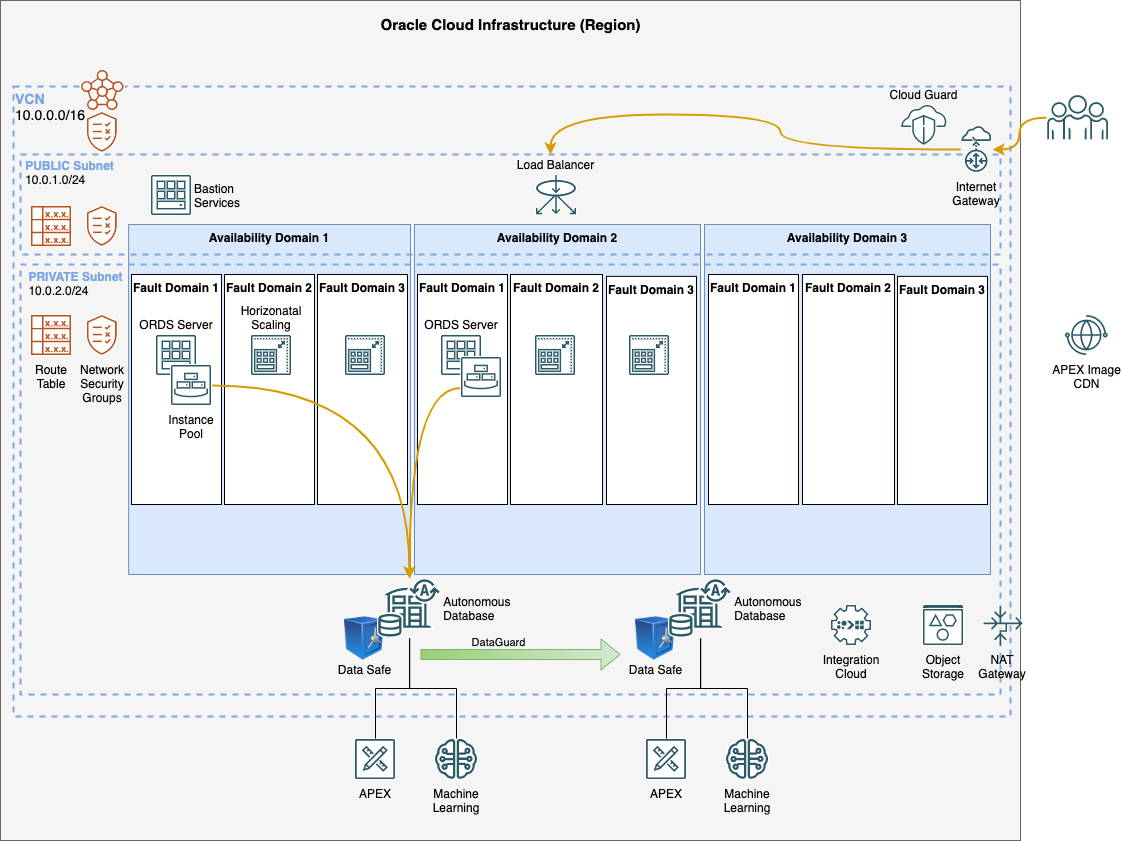 Oracle Cloud Infrastructure (Region)
VCN
10.0.0.0/16
Cloud Guard
Internet
Gateway
PUBLIC Subnet
10.0.1.0/24
Bastion
Services
Load Balancer
x.x.x.
x.x.x.
x.x.x.
Availability Domain 1
Availability Domain 2
Availability Domain 3
PRIVATE Subnet
10.0.2.0/24
x.x.x.
x.x.x.
x.x.x.
Route
Table
Network
Security
Groups
Fault Domain 1
Fault Domain 2
Fault Domain 3
ORDS Server
Horizonatal
Scaling
Instance
Pool
Fault Domain 1
Fault Domain 2
Fault Domain 3
ORDS Server
Fault Domain 1
Fault Domain 2
Fault Domain 3
APEX Image
CDN
A
Autonomous
Database
Data Safe
DataGuard
A
Autonomous
Database
Data Safe
Integration
Cloud
Object
Storage
NAT
Gateway
APEX
Machine
Learning
APEX
Machine
Learning